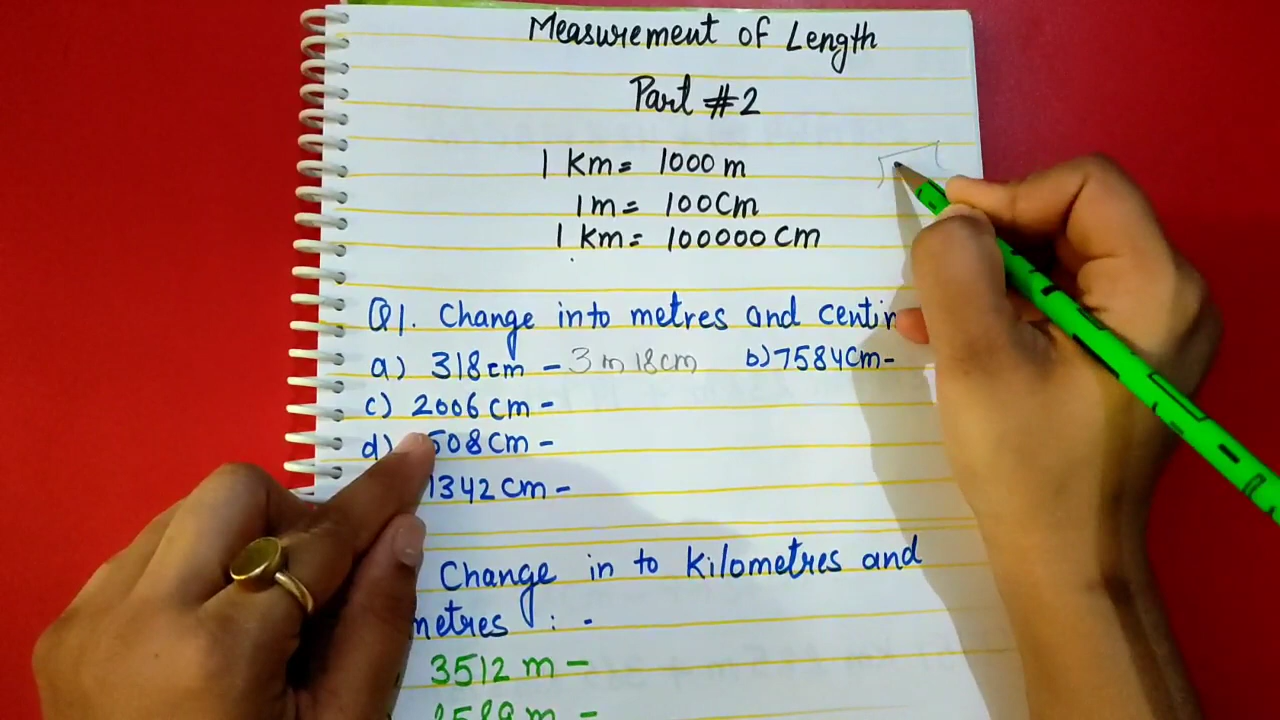 Measurement of Length
Part #2
1 Km = 1000 m
1m = 100 Cm
1 Km = 100000 Cm
Q1. Change into metres and
a) 318 cm - 3 m 18 cm b) 7584 Cm -
c) 2006 Cm -
d) 508 Cm -
1342 Cm -
Change in to Kilometres and
metres : -
3512 m -